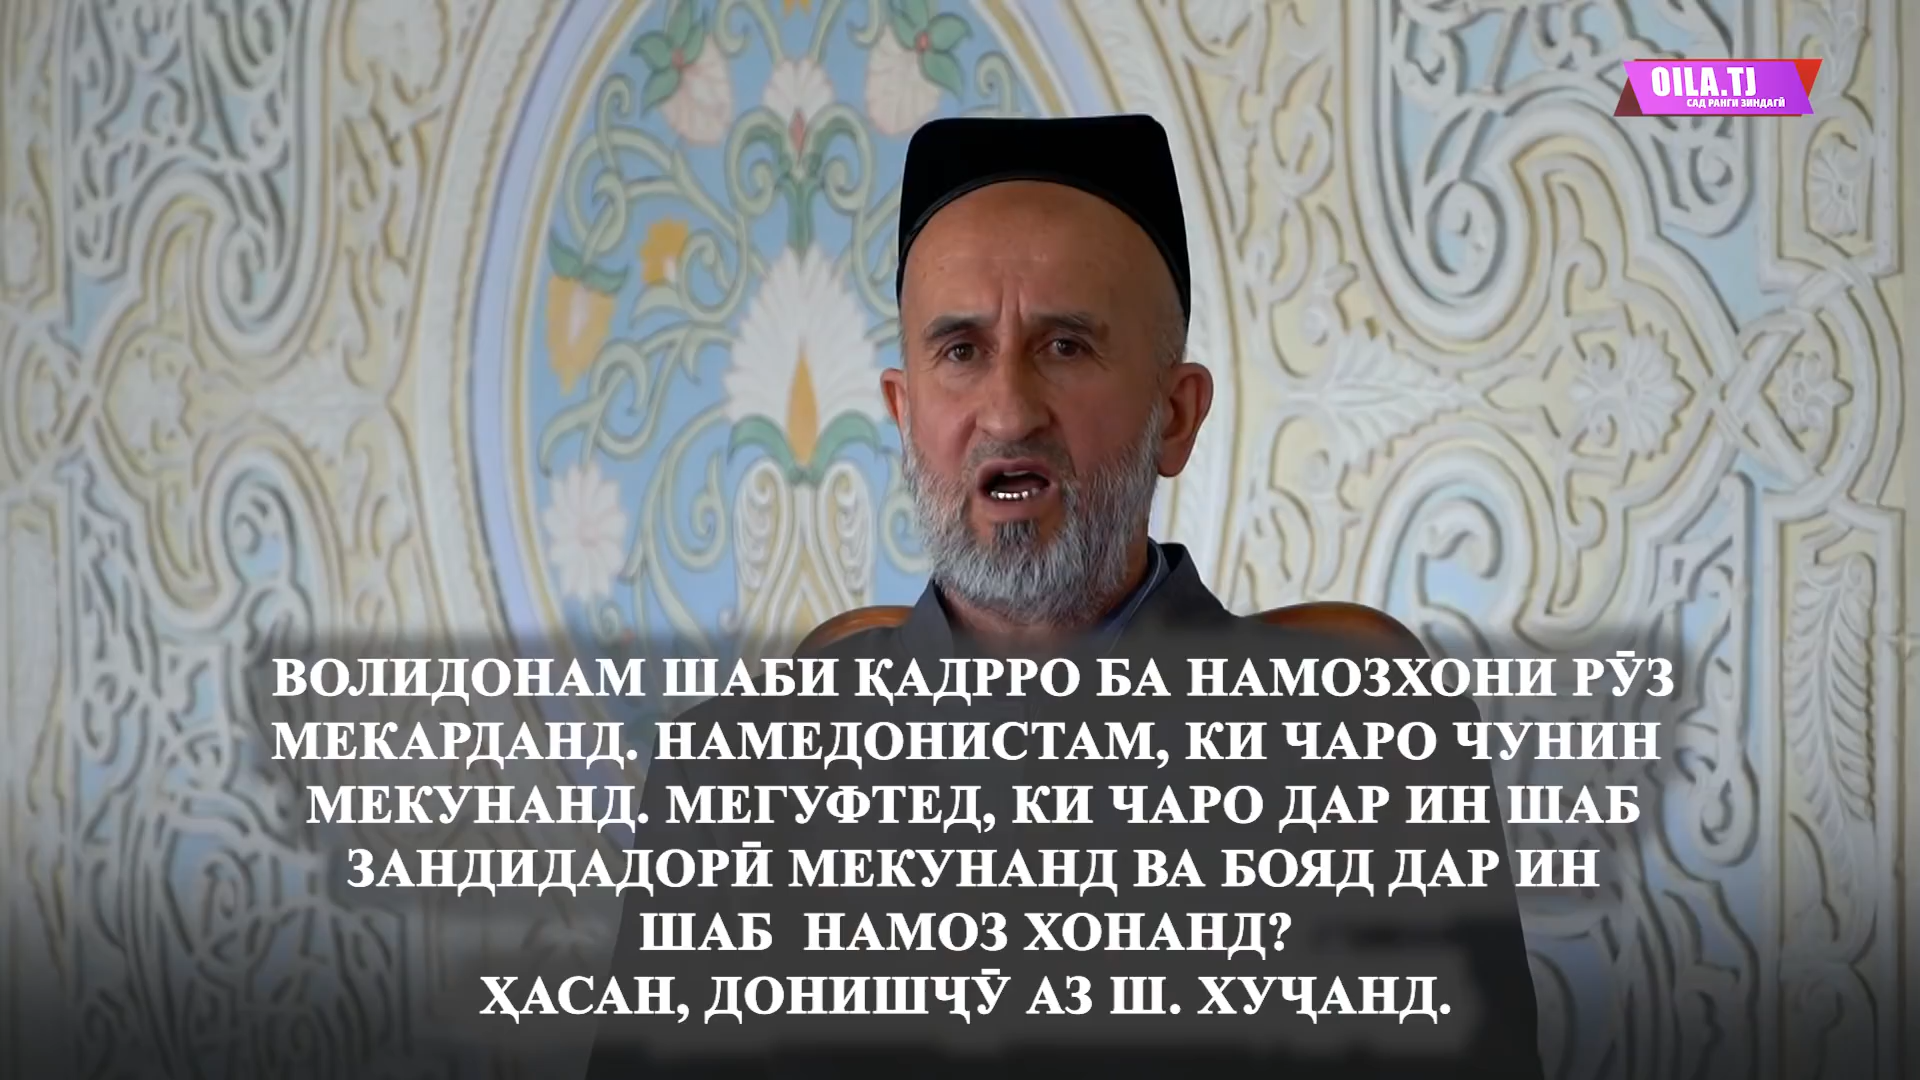 OILA.TJ
САД РАНГИ ЗИНДАГӢ
ВОЛИДОНАМ ШАБИ ҚАДРРО БА НАМОЗХОНИ РӮЗ
МЕКАРДАНД. НАМЕДОНИСТАМ, КИ ЧАРО ЧУНИН
МЕКУНАНД. МЕГУФТЕД, КИ ЧАРО ДАР ИН ШАБ
ЗАНДИДАДОРӢ МЕКУНАНД ВА БОЯД ДАР ИН
ШАБ НАМОЗ ХОНАНД?
ҲАСАН, ДОНИШҶӮ АЗ Ш. ХУҶАНД.